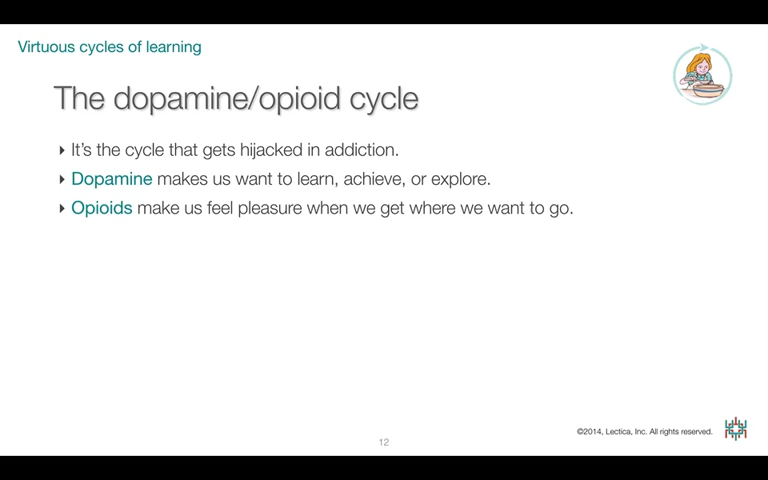 Virtuous cycles of learning
The dopamine/opioid cycle
‣ It's the cycle that gets hijacked in addiction.
‣ Dopamine makes us want to learn, achieve, or explore.
‣ Opioids make us feel pleasure when we get where we want to go.
©2014, Lectica, Inc. All rights reserved.
12